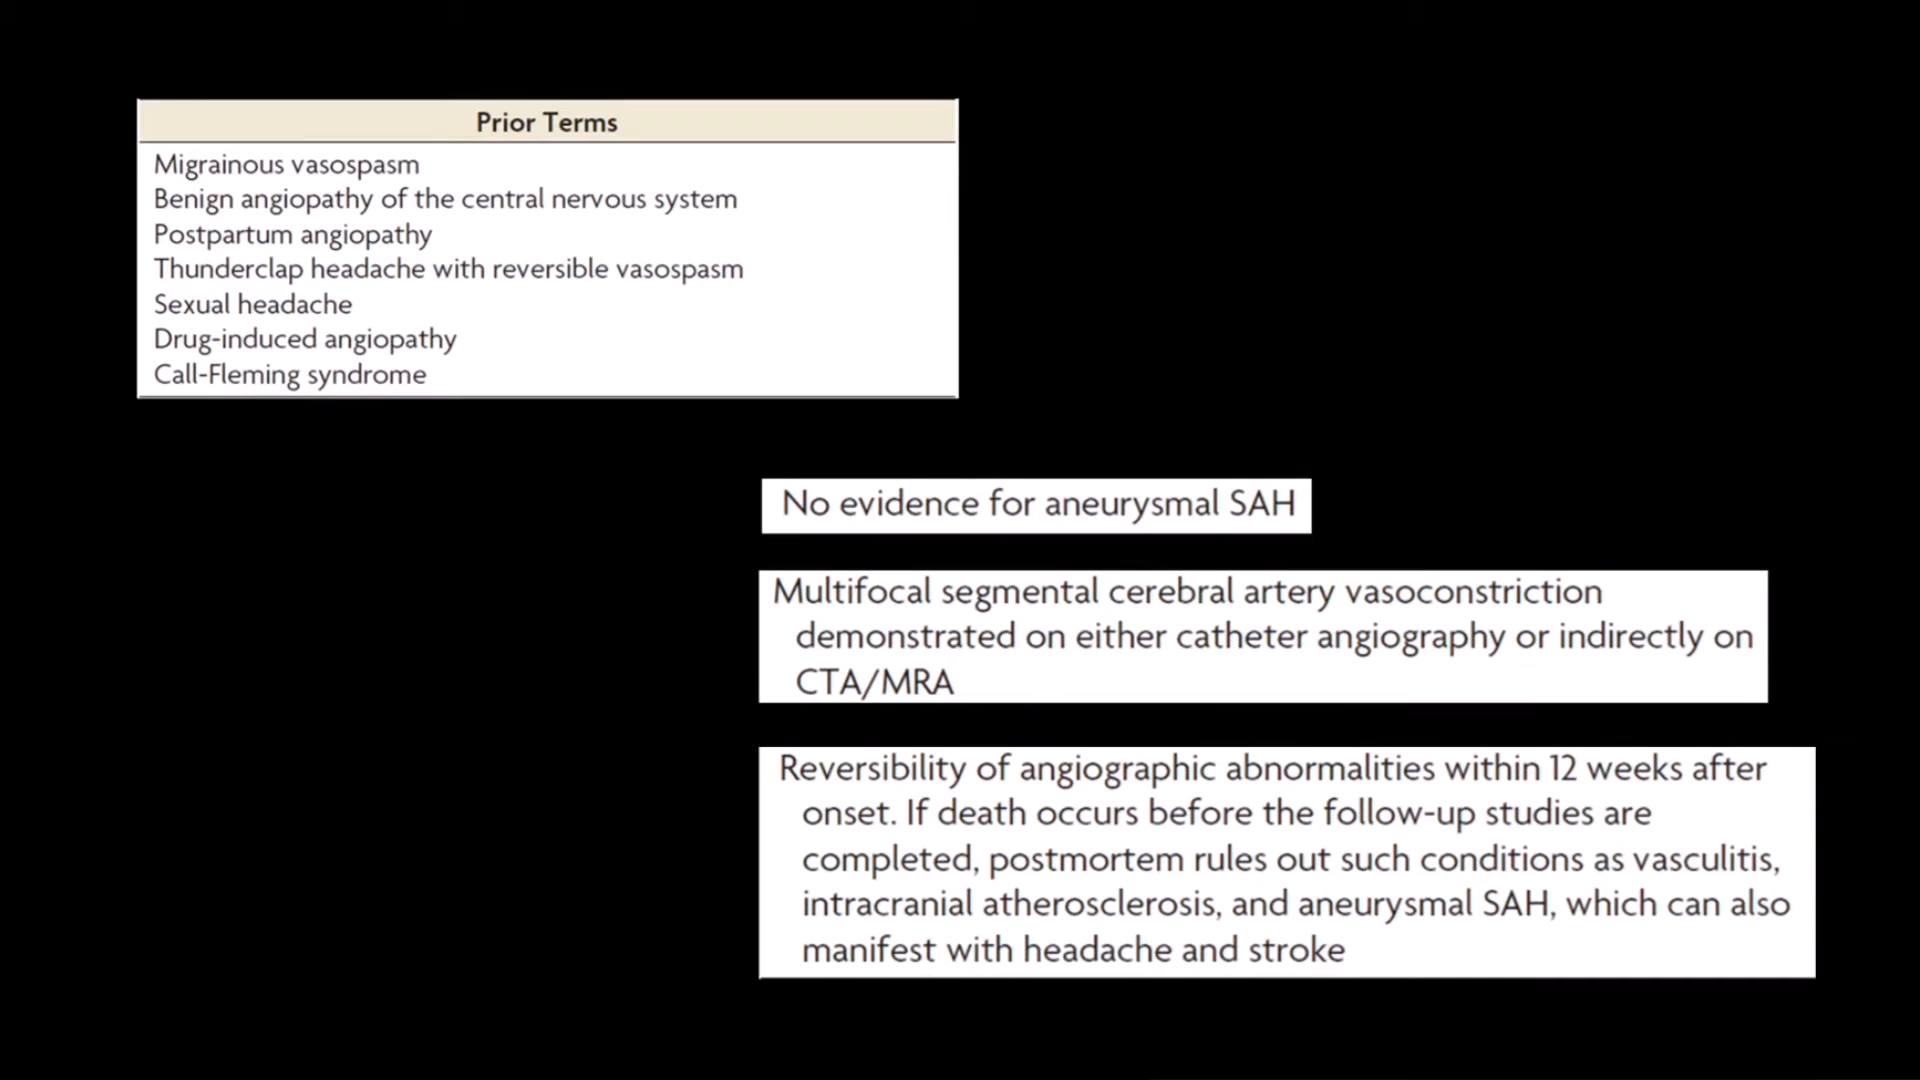 Prior Terms
Migrainous vasospasm
Benign angiopathy of the central nervous system
Postpartum angiopathy
Thunderclap headache with reversible vasospasm
Sexual headache
Drug-induced angiopathy
Call-Fleming syndrome
No evidence for aneurysmal SAH
Multifocal segmental cerebral artery vasoconstriction
demonstrated on either catheter angiography or indirectly on
CTA/MRA
Reversibility of angiographic abnormalities within 12 weeks after
onset. If death occurs before the follow-up studies are
completed, postmortem rules out such conditions as vasculitis,
intracranial atherosclerosis, and aneurysmal SAH, which can also
manifest with headache and stroke